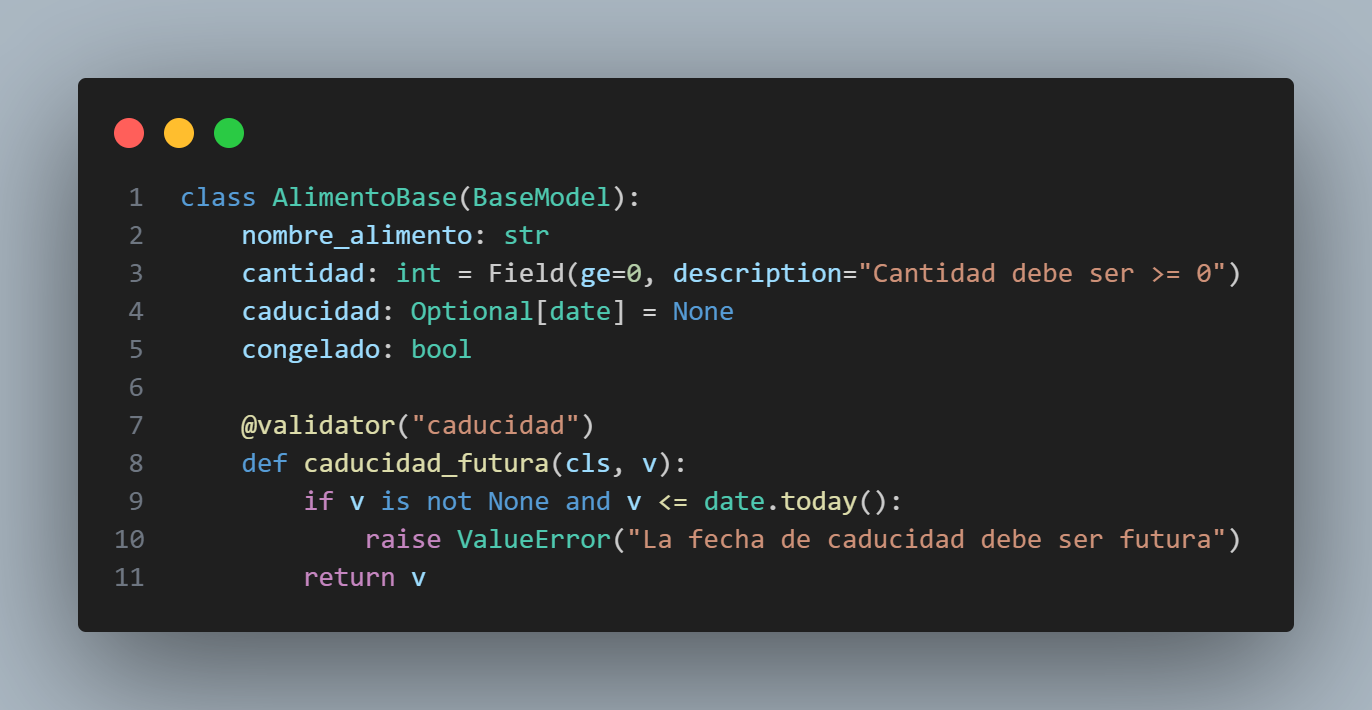 1 class AlimentoBase(BaseModel):
2     nombre_alimento: str
3     cantidad: int = Field(ge=0, description="Cantidad debe ser >= 0")
4     caducidad: Optional[date] = None
5     congelado: bool
6
7     @validator("caducidad")
8     def caducidad_futura(cls, v):
9         if v is not None and v <= date.today():
10             raise ValueError("La fecha de caducidad debe ser futura")
11         return v